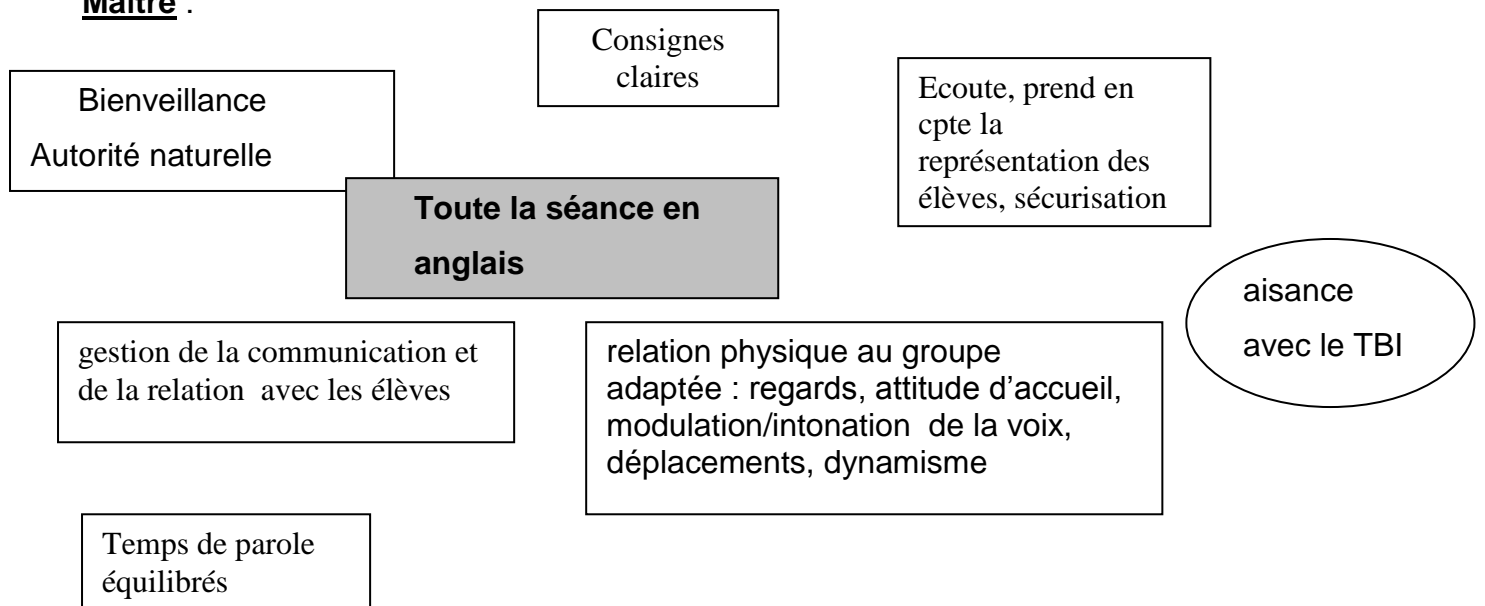 Maître :
Consignes
claires
Bienveillance
Autorité naturelle
Ecoute, prend en
cpte la
représentation des
élèves, sécurisation
Toute la séance en
anglais
aisance
avec le TBI
gestion de la communication et
de la relation avec les élèves
relation physique au groupe
adaptée : regards, attitude d’accueil,
modulation/intonation de la voix,
déplacements, dynamisme
Temps de parole
équilibrés